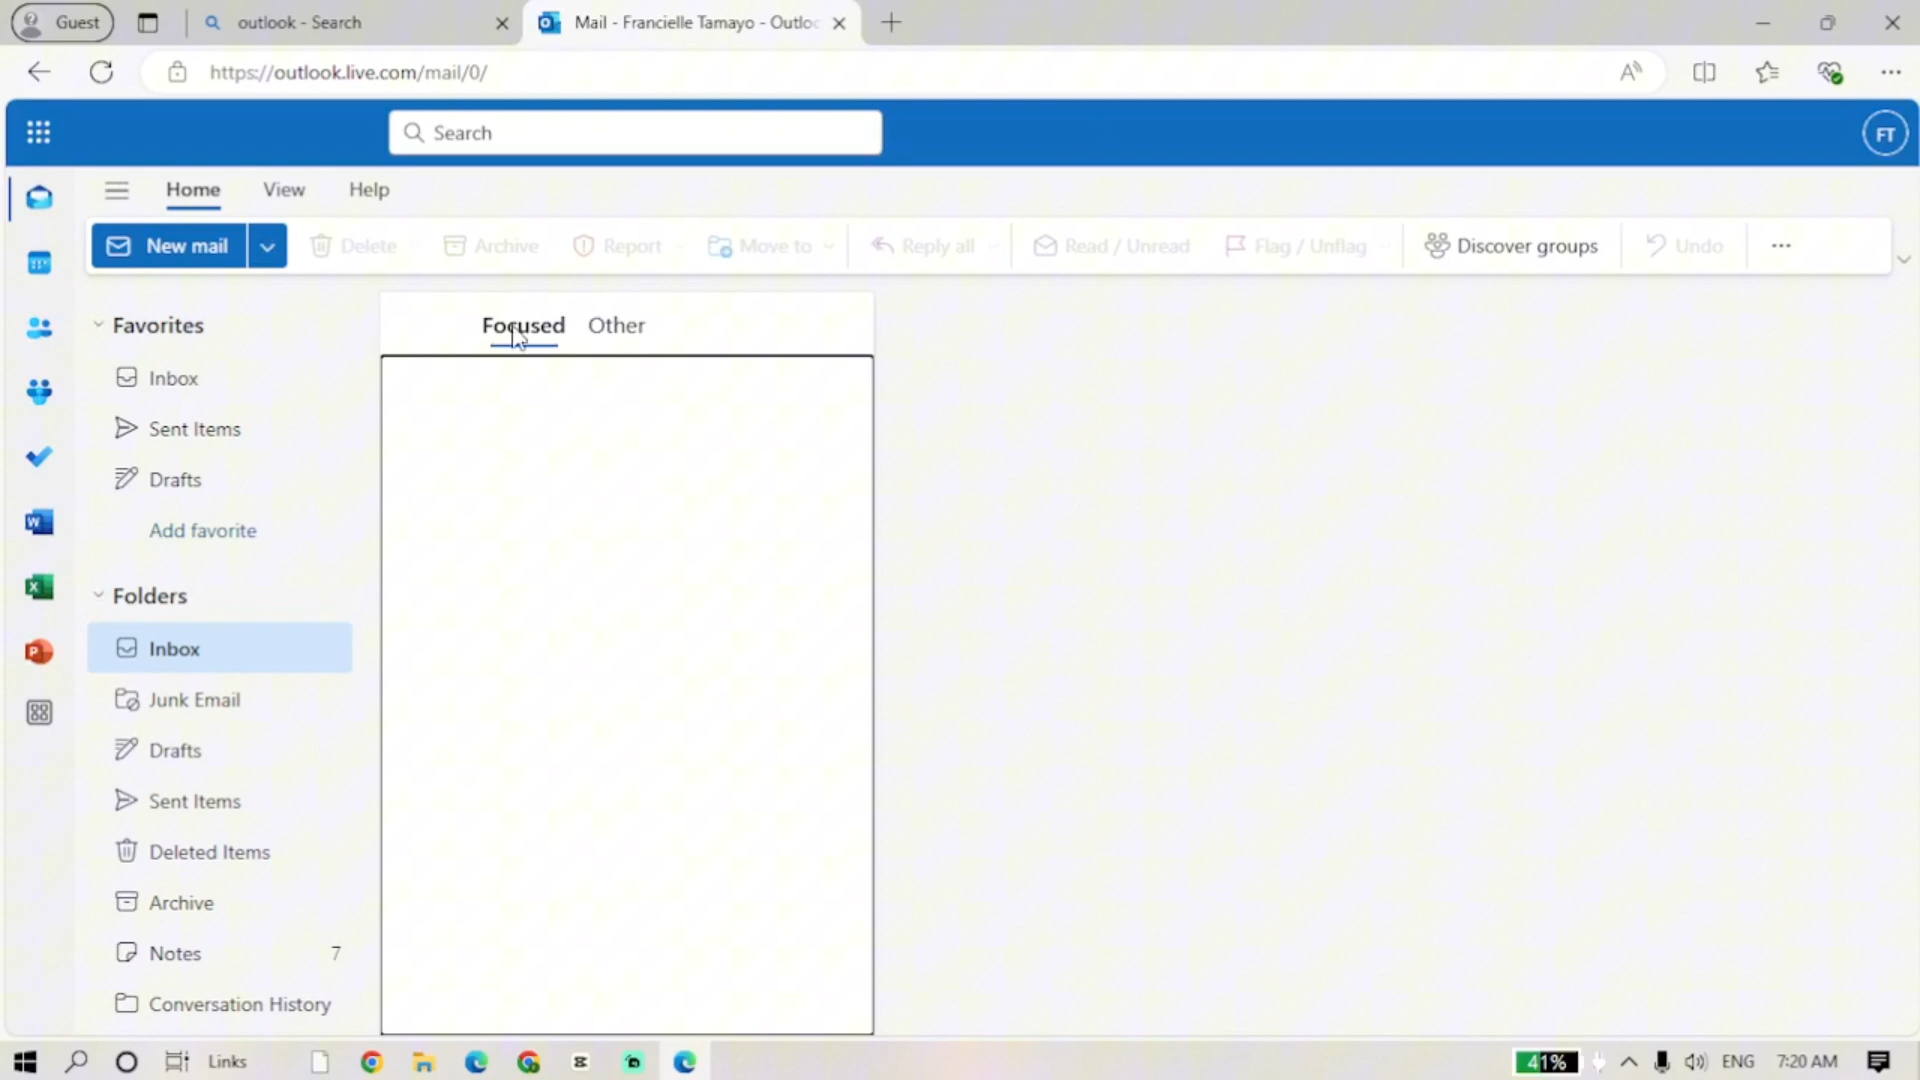 Guest
outlook - Search
Mail - Francielle Tamayo - Outloo
https://outlook.live.com/mail/0/
Search
FT
Home View Help
New mail Delete Archive Report Move to Reply all Read / Unread Flag / Unflag Discover groups Undo
Favorites
Focused Other
Inbox
Sent Items
Drafts
Add favorite
Folders
Inbox
Junk Email
Drafts
Sent Items
Deleted Items
Archive
Notes 7
Conversation History
Links
41% ENG 7:20 AM